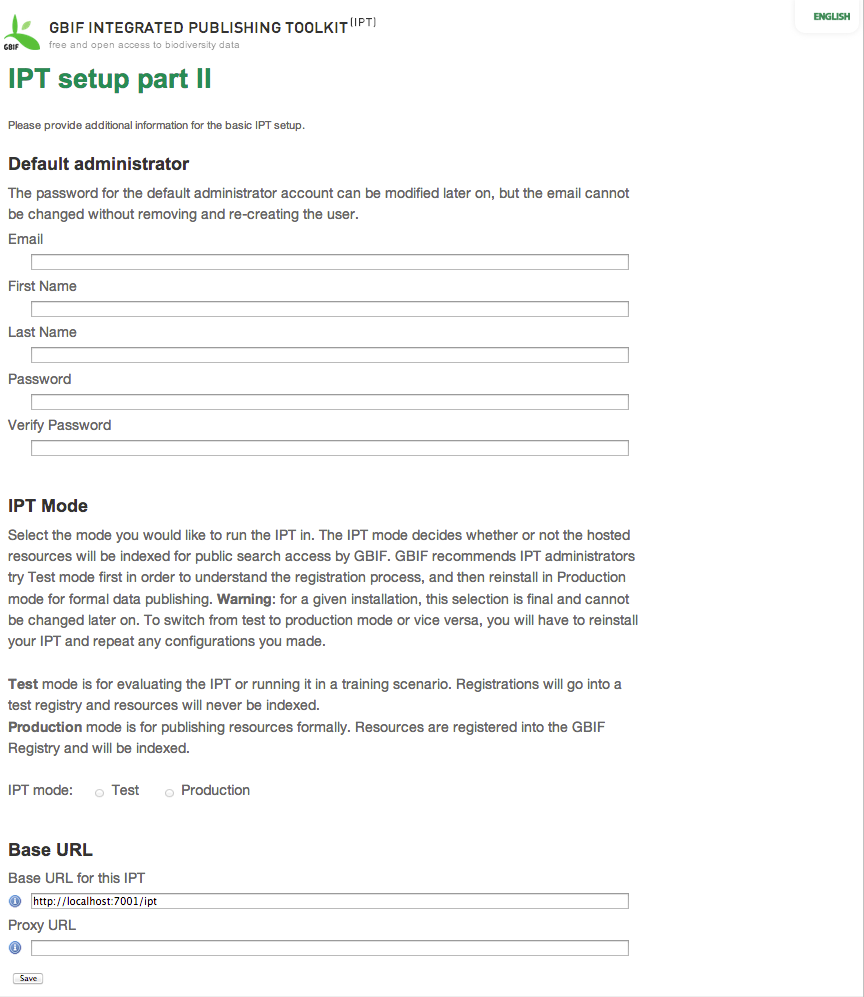 ENGLISH
GBIF INTEGRATED PUBLISHING TOOLKIT(IPT)
GBIF
free and open access to biodiversity data
IPT setup part II
Please provide additional information for the basic IPT setup.
Default administrator
The password for the default administrator account can be modified later on, but the email cannot
be changed without removing and re-creating the user.
Email
First Name
Last Name
Password
Verify Password
IPT Mode
Select the mode you would like to run the IPT in. The IPT mode decides whether or not the hosted
resources will be indexed for public search access by GBIF. GBIF recommends IPT administrators
try Test mode first in order to understand the registration process, and then reinstall in Production
mode for formal data publishing. Warning: for a given installation, this selection is final and cannot
be changed later on. To switch from test to production mode or vice versa, you will have to reinstall
your IPT and repeat any configurations you made.
Test mode is for evaluating the IPT or running it in a training scenario. Registrations will go into a
test registry and resources will never be indexed.
Production mode is for publishing resources formally. Resources are registered into the GBIF
Registry and will be indexed.
IPT mode: Test Production
Base URL
Base URL for this IPT
http://localhost:7001/ipt
Proxy URL
Save